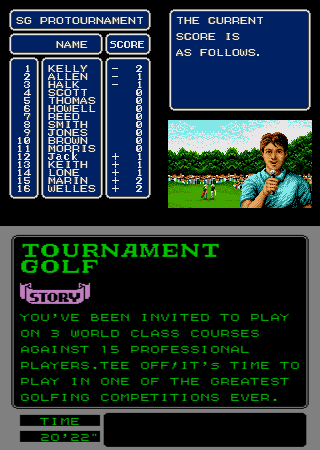 SG PROTOURNAMENT
NAME SCORE
1 KELLY - 2
2 ALLEN - 1
3 HALK - 1
4 SCOTT 0
5 THOMAS 0
6 HOWELL 0
7 REED 0
8 SMITH 0
9 JONES 0
10 BROWN 0
11 MORRIS 0
12 Jack + 1
13 KEITH + 1
14 LONE + 1
15 MARIN + 2
16 WELLES + 2
THE CURRENT
SCORE IS
AS FOLLOWS.
TOURNAMENT
GOLF
STORY
YOU'VE BEEN INVITED TO PLAY
ON 3 WORLD CLASS COURSES
AGAINST 15 PROFESSIONAL
PLAYERS.TEE OFF,IT'S TIME TO
PLAY IN ONE OF THE GREATEST
GOLFING COMPETITIONS EVER.
TIME
20'22"